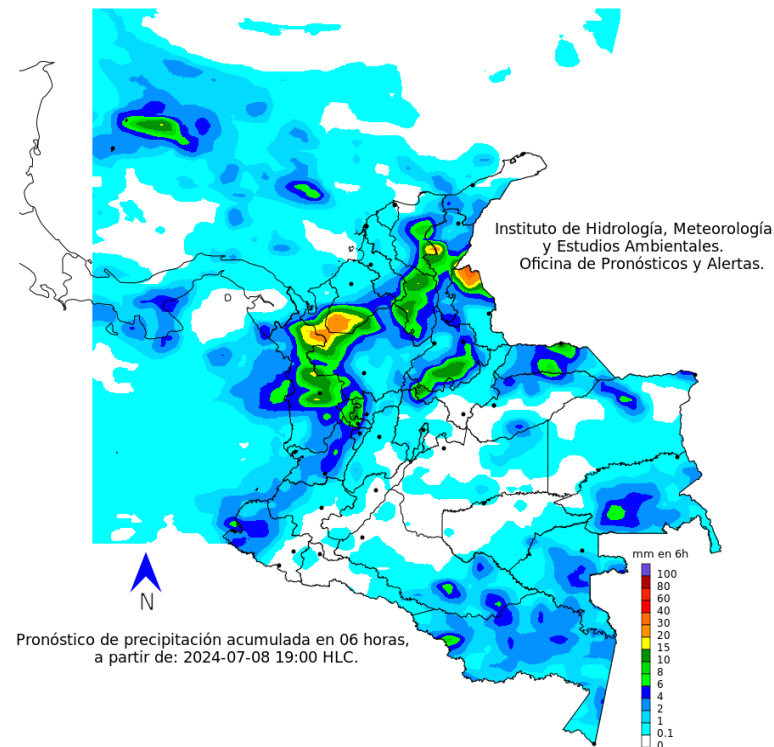 Instituto de Hidrología, Meteorología
y Estudios Ambientales.
Oficina de Pronósticos y Alertas.
mm en 6h
100
80
60
40
30
20
15
10
8
6
4
2
1
0.1
0
N
Pronóstico de precipitación acumulada en 06 horas,
a partir de: 2024-07-08 19:00 HLC.